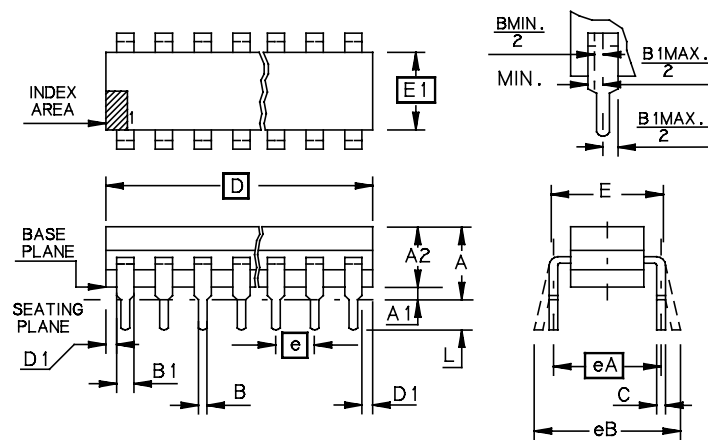 INDEX
AREA
1
E1
D
BMIN.
2
MIN.
B1MAX.
2
B1MAX.
2
BASE
PLANE
SEATING
PLANE
D1
B1
B
e
D1
A2
A
A1
L
E
eA
C
eB